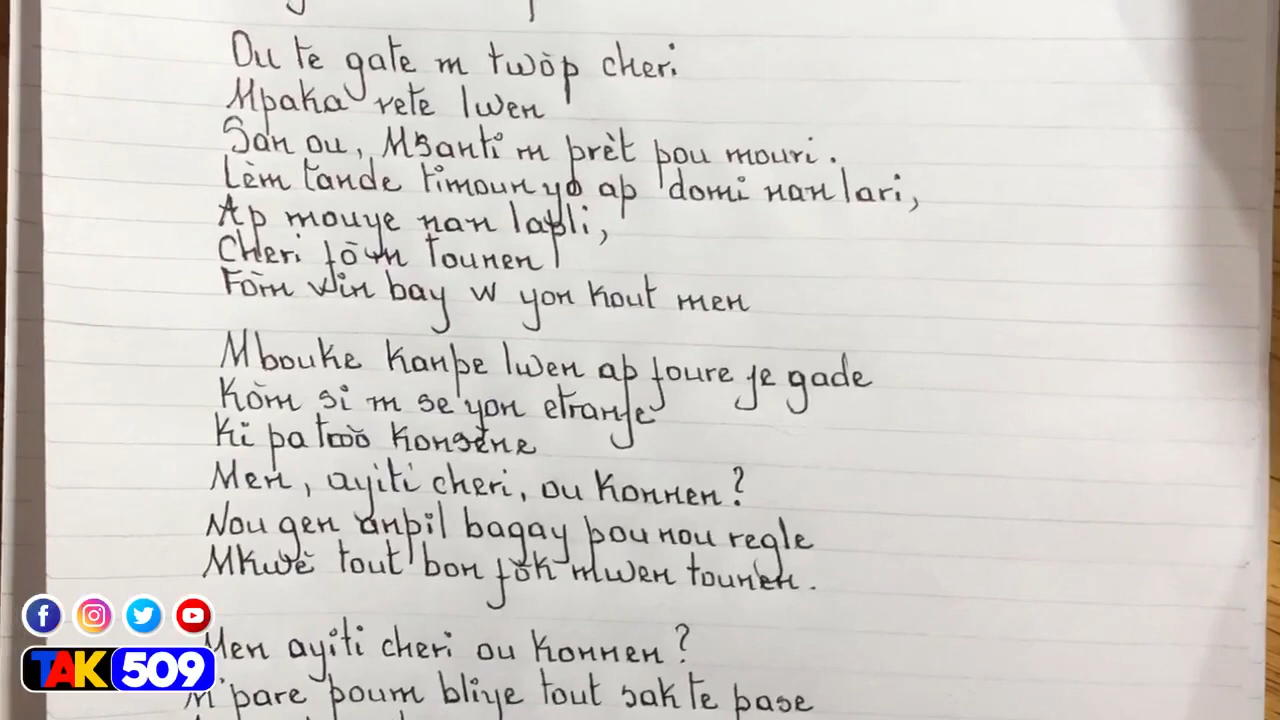 Ou te gate m twòp cheri
Mpaka rete lwen
San ou, Msanti m prèt pou mouri.
Lèm tande timoun yo ap domi nan lari,
Ap mouye nan lapli,
Cheri fòm tounen
Fòm vin bay w yon kout men
Mbouke kanpe lwen ap foure je gade
Kòm si m se yon etranje
Ki pa twò konsène
Men, ayiti cheri, ou konnen?
Nou gen anpil bagay pou nou regle
Mkwè tout bon fòk mwen tounen.
Men ayiti cheri ou konnen?
M'pare poum bliye tout sak te pase
TAK 509